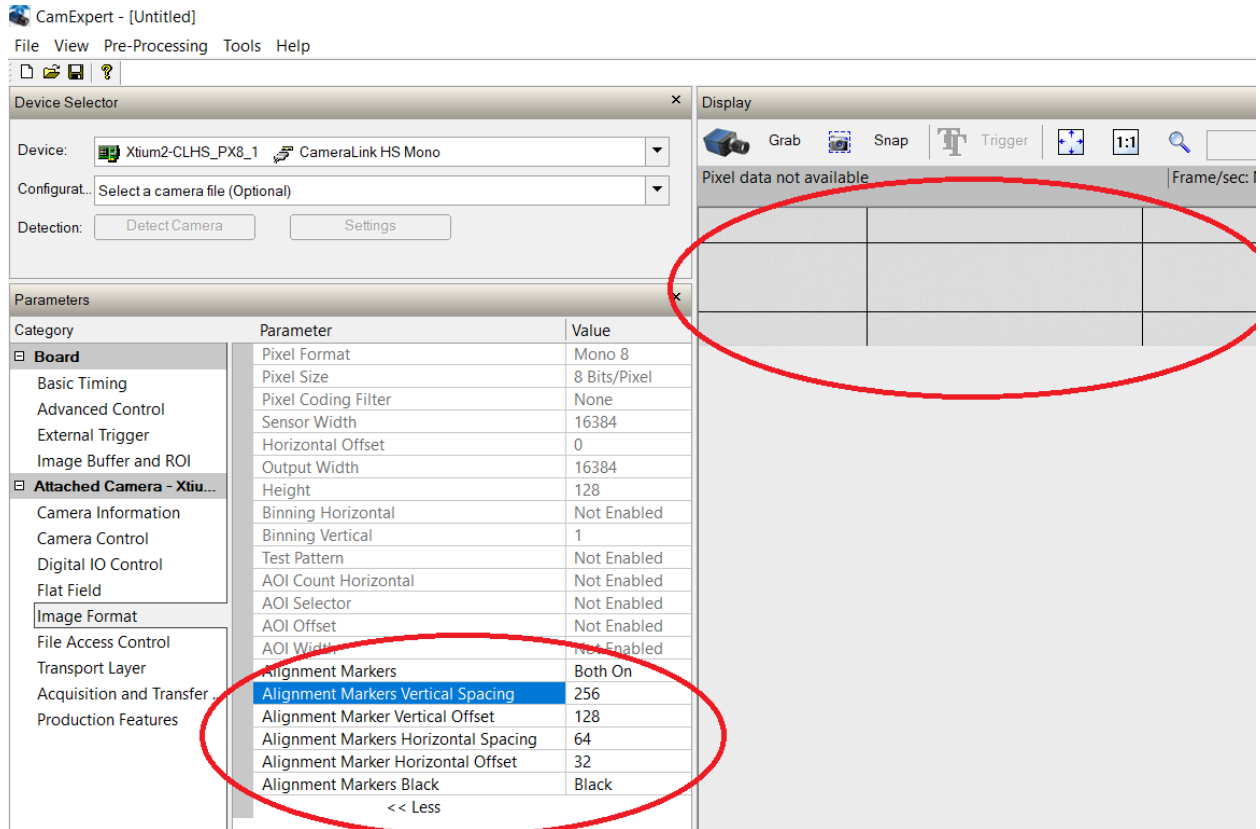 CamExpert - [Untitled]
File View Pre-Processing Tools Help
Device Selector ×
Device: Xtium2-CLHS_PX8_1 CameraLink HS Mono
Configurat... Select a camera file (Optional)
Detection: Detect Camera Settings
Parameters ×
Category Parameter Value
Board
Basic Timing
Advanced Control
External Trigger
Image Buffer and ROI
Attached Camera - Xtiu...
Camera Information
Camera Control
Digital IO Control
Flat Field
Image Format
File Access Control
Transport Layer
Acquisition and Transfer ...
Production Features
Pixel Format Mono 8
Pixel Size 8 Bits/Pixel
Pixel Coding Filter None
Sensor Width 16384
Horizontal Offset 0
Output Width 16384
Height 128
Binning Horizontal Not Enabled
Binning Vertical 1
Test Pattern Not Enabled
AOI Count Horizontal Not Enabled
AOI Selector Not Enabled
AOI Offset Not Enabled
AOI Width Not Enabled
Alignment Markers Both On
Alignment Markers Vertical Spacing 256
Alignment Marker Vertical Offset 128
Alignment Markers Horizontal Spacing 64
Alignment Marker Horizontal Offset 32
Alignment Markers Black Black
<< Less
Display
Grab Snap Trigger 1:1
Pixel data not available Frame/sec: